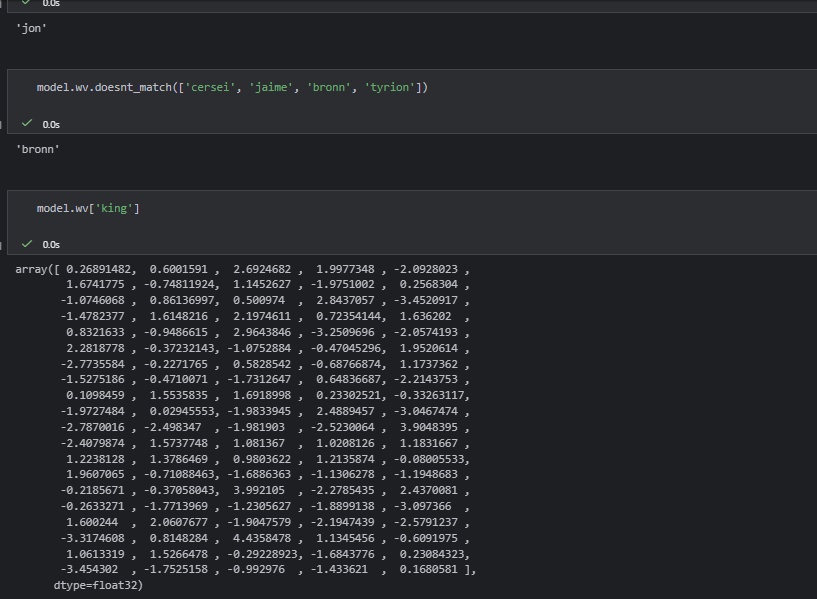 0.0s
'jon'
model.wv.doesnt_match(['cersei', 'jaime', 'bronn', 'tyrion'])
0.0s
'bronn'
model.wv['king']
0.0s
array([ 0.26891482,  0.6001591 ,  2.6924682 ,  1.9977348 , -2.0928023 ,
        1.6741775 , -0.74811924,  1.1452627 , -1.9751002 ,  0.2568304 ,
       -1.0746068 ,  0.86136997,  0.500974  ,  2.8437057 , -3.4520917 ,
       -1.4782377 ,  1.6148216 ,  2.1974611 ,  0.72354144,  1.636202  ,
        0.8321633 , -0.9486615 ,  2.9643846 , -3.2509696 , -2.0574193 ,
        2.2818778 , -0.37232143, -1.0752884 , -0.47045296,  1.9520614 ,
       -2.7735584 , -0.2271765 ,  0.5828542 , -0.68766874,  1.1737362 ,
       -1.5275186 , -0.4710071 , -1.7312647 ,  0.64836687, -2.2143753 ,
        0.1098459 ,  1.5535835 ,  1.6918998 ,  0.23302521, -0.33263117,
       -1.9727484 ,  0.02945553, -1.9833945 ,  2.4889457 , -3.0467474 ,
       -2.7870016 , -2.498347  , -1.981903  , -2.5230064 ,  3.9048395 ,
       -2.4079874 ,  1.5737748 ,  1.081367  ,  1.0208126 ,  1.1831667 ,
        1.2238128 ,  1.3786469 ,  0.9803622 ,  1.2135874 , -0.08005533,
        1.9607065 , -0.71088463, -1.6886363 , -1.1306278 , -1.1948683 ,
       -0.2185671 , -0.37058043,  3.992105  , -2.2785435 ,  2.4370081 ,
       -0.2633271 , -1.7713969 , -1.2305627 , -1.8899138 , -3.097366  ,
        1.600244  ,  2.0607677 , -1.9047579 , -2.1947439 , -2.5791237 ,
       -3.3174608 ,  0.8148284 ,  4.4358478 ,  1.1345456 , -0.6091975 ,
        1.0613319 ,  1.5266478 , -0.29228923, -1.6843776 ,  0.23084323,
       -3.454302  , -1.7525158 , -0.992976  , -1.433621  ,  0.1680581 ],
      dtype=float32)